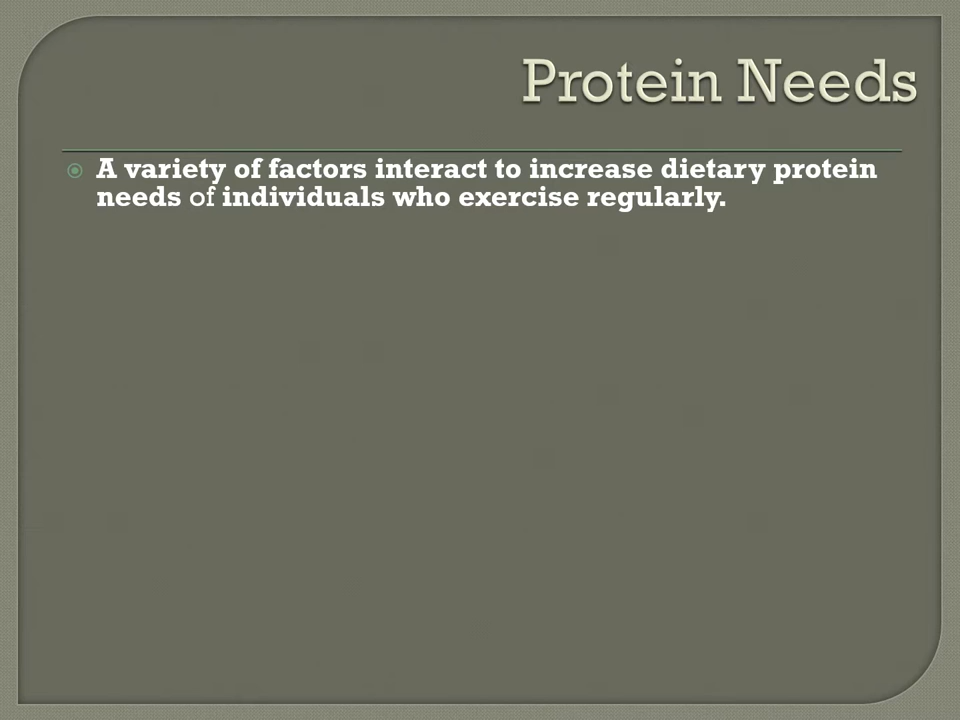 Protein Needs
A variety of factors interact to increase dietary protein
needs of individuals who exercise regularly.